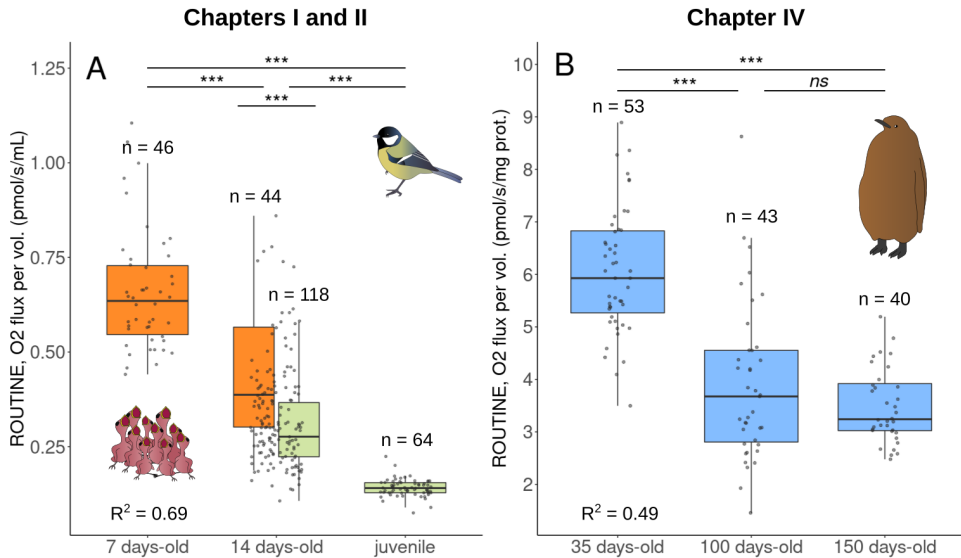 Chapters I and II
A
ROUTINE, O2 flux per vol. (pmol/s/mL)
1.25
1.00
0.75
0.50
0.25
***
***
***
***
n = 46
n = 44
n = 118
n = 64
R² = 0.69
7 days-old
14 days-old
juvenile
Chapter IV
B
ROUTINE, O2 flux per vol. (pmol/s/mg prot.)
10
9
8
7
6
5
4
3
2
***
***
ns
n = 53
n = 43
n = 40
R² = 0.49
35 days-old
100 days-old
150 days-old